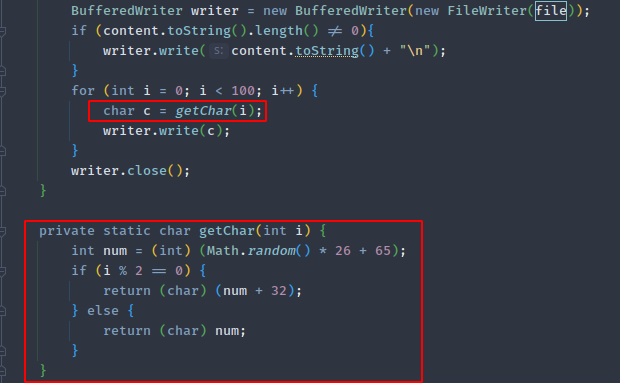 BufferedWriter writer = new BufferedWriter(new FileWriter(file));
if (content.toString().length() ≠ 0){
writer.write( s: content.toString() + "\n");
}
for (int i = 0; i < 100; i++) {
char c = getChar(i);
writer.write(c);
}
writer.close();
}
private static char getChar(int i) {
int num = (int) (Math.random() * 26 + 65);
if (i % 2 == 0) {
return (char) (num + 32);
} else {
return (char) num;
}
}